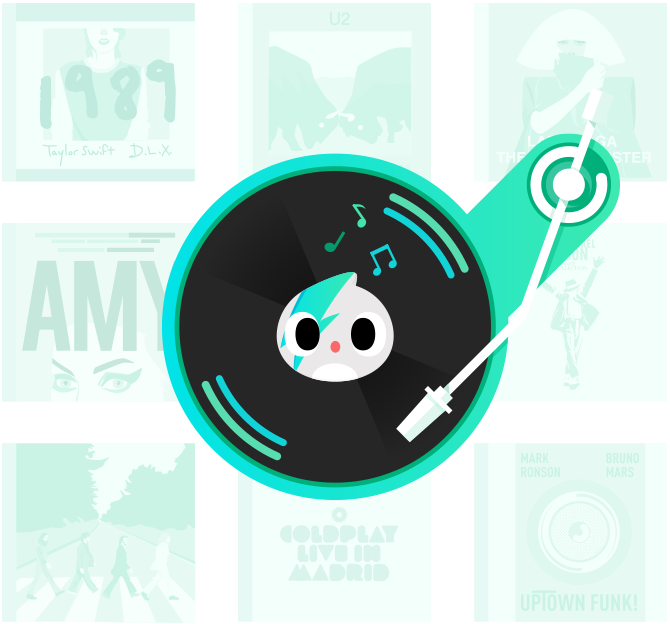 1989
Taylor Swift D.L.X
U2
AMY
COLDPLAY
LIVE IN
MADRID
MARK
RONSON
BRUNO
MARS
UPTOWN FUNK!